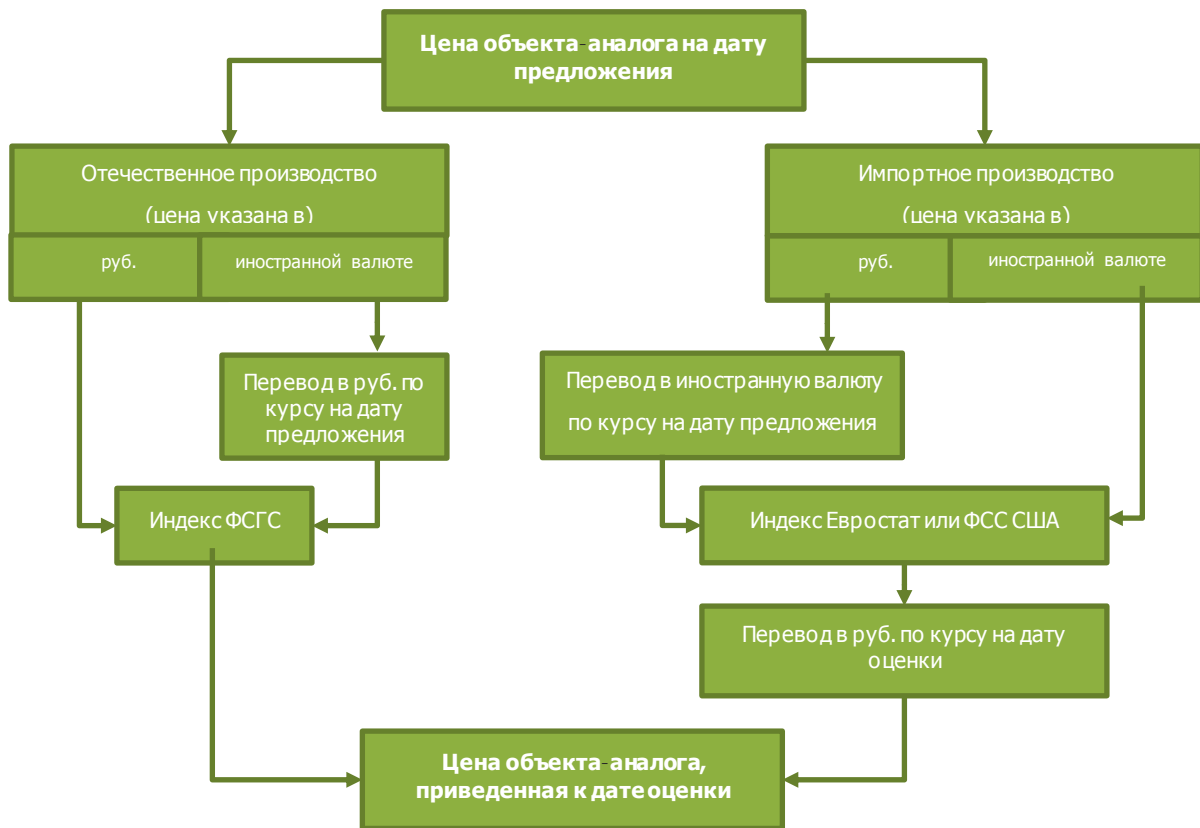 Цена объекта-аналога на дату
предложения
Отечественное производство
(цена указана в)
Импортное производство
(цена указана в)
руб.
иностранной валюте
руб.
иностранной валюте
Перевод в руб. по
курсу на дату
предложения
Перевод в иностранную валюту
по курсу на дату предложения
Индекс ФСГС
Индекс Евростат или ФСС США
Перевод в руб. по курсу на дату
оценки
Цена объекта-аналога,
приведенная к дате оценки